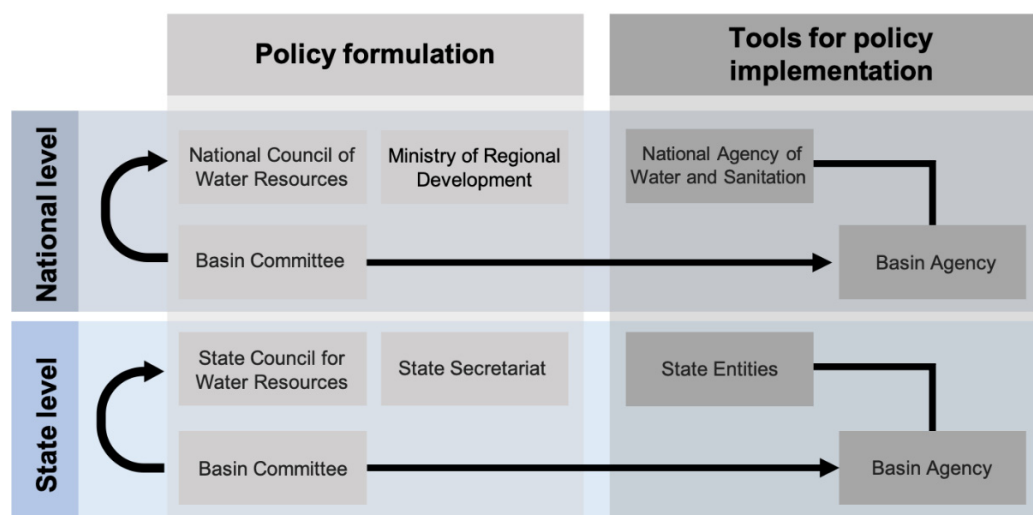 Policy formulation
Tools for policy
implementation
National level
National Council of
Water Resources
Ministry of Regional
Development
National Agency of
Water and Sanitation
Basin Committee
Basin Agency
State level
State Council for
Water Resources
State Secretariat
State Entities
Basin Committee
Basin Agency